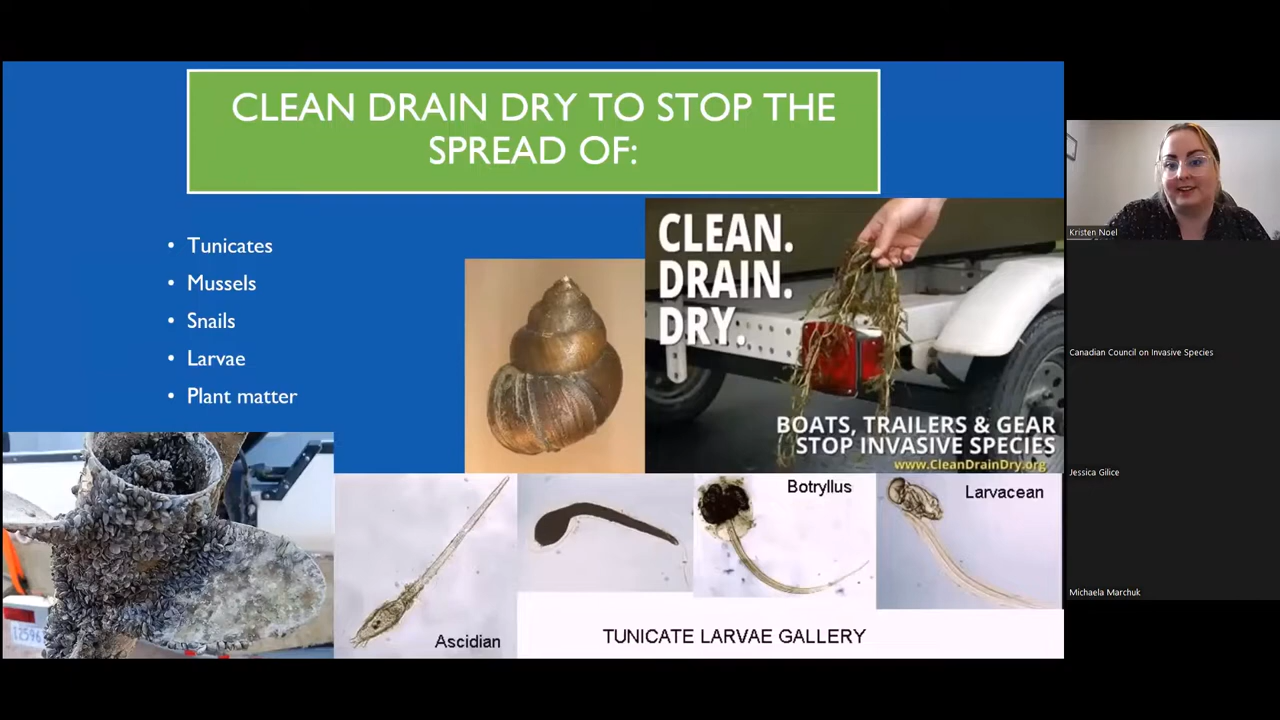 CLEAN DRAIN DRY TO STOP THE
SPREAD OF:
• Tunicates
• Mussels
• Snails
• Larvae
• Plant matter
CLEAN.
DRAIN.
DRY.
BOATS, TRAILERS & GEAR
STOP INVASIVE SPECIES
www.CleanDrainDry.org
12596
Ascidian
Botryllus
Larvacean
TUNICATE LARVAE GALLERY
Kristen Noel
Canadian Council on Invasive Species
Jessica Gilice
Michaela Marchuk